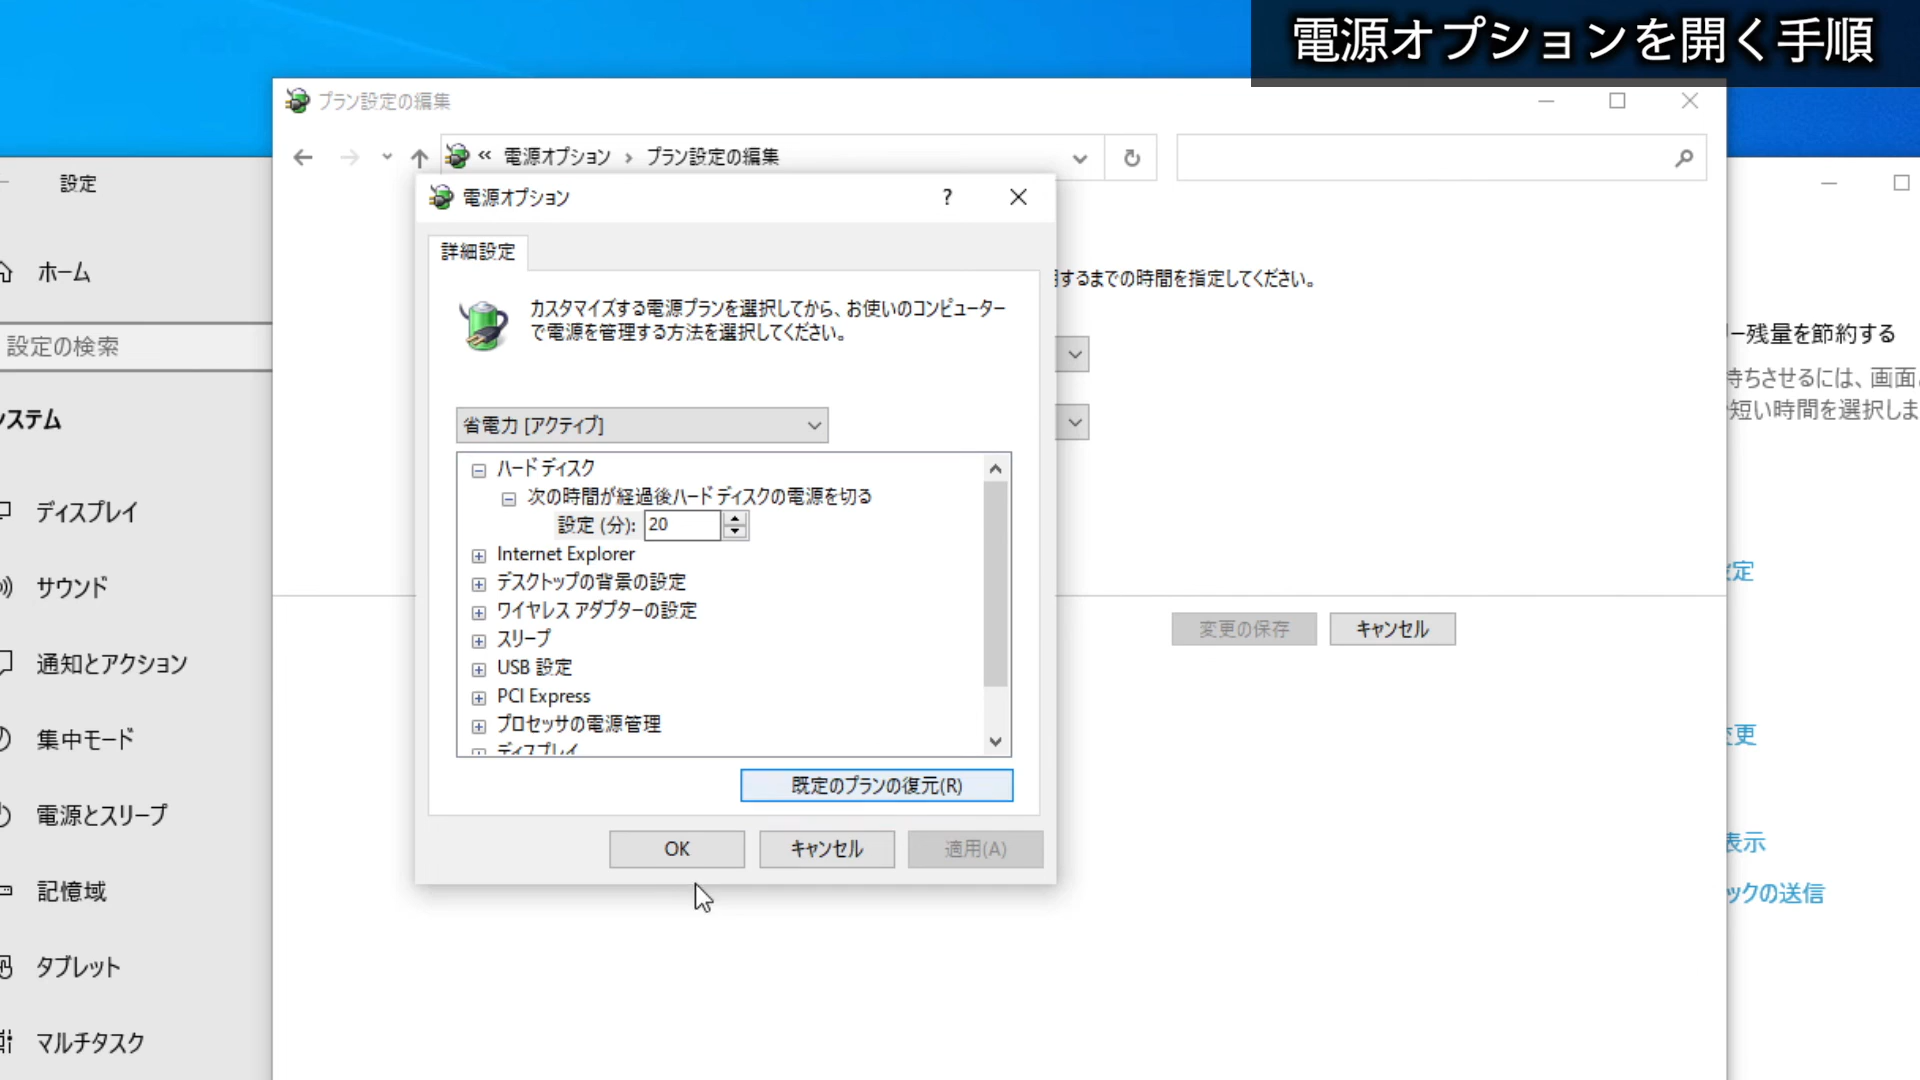 電源オプションを開く手順
プラン設定の編集
« 電源オプション › プラン設定の編集
設定
電源オプション
詳細設定
ホーム
するまでの時間を指定してください。
カスタマイズする電源プランを選択してから、お使いのコンピューター
で電源を管理する方法を選択してください。
設定の検索
ー残量を節約する
待ちさせるには、画面
短い時間を選択しま
ステム
省電力 [アクティブ]
ハード ディスク
次の時間が経過後ハード ディスクの電源を切る
設定 (分): 20
ディスプレイ
Internet Explorer
デスクトップの背景の設定
定
サウンド
ワイヤレス アダプターの設定
変更の保存
キャンセル
スリープ
通知とアクション
USB 設定
PCI Express
プロセッサの電源管理
変更
集中モード
ディスプレイ
既定のプランの復元(R)
電源とスリープ
表示
OK
キャンセル
適用(A)
記憶域
ックの送信
タブレット
マルチタスク